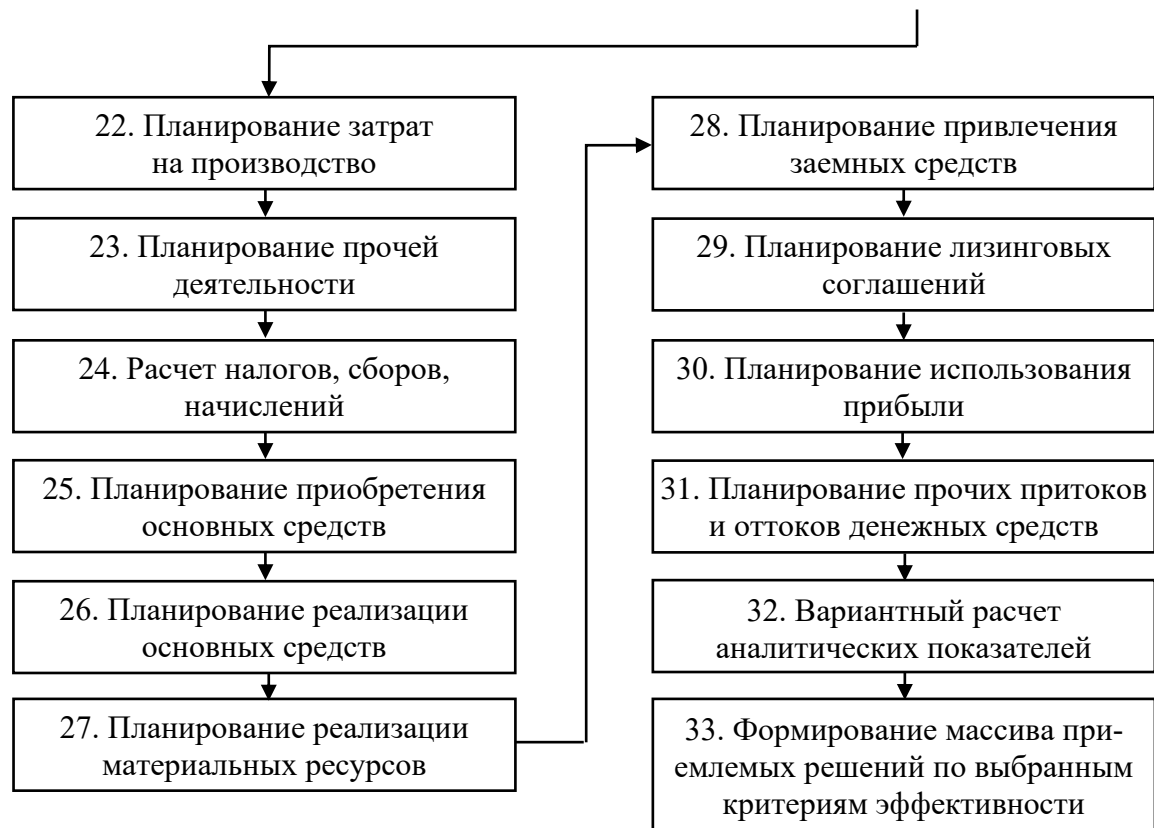 22. Планирование затрат
на производство
23. Планирование прочей
деятельности
24. Расчет налогов, сборов,
начислений
25. Планирование приобретения
основных средств
26. Планирование реализации
основных средств
27. Планирование реализации
материальных ресурсов
28. Планирование привлечения
заемных средств
29. Планирование лизинговых
соглашений
30. Планирование использования
прибыли
31. Планирование прочих притоков
и оттоков денежных средств
32. Вариантный расчет
аналитических показателей
33. Формирование массива при-
емлемых решений по выбранным
критериям эффективности